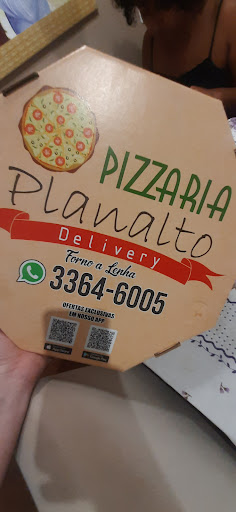 PIZZARIA
Planalto
Delivery
Forno a Lenha
3364-6005
OFERTAS EXCLUSIVAS
EM NOSSO APP